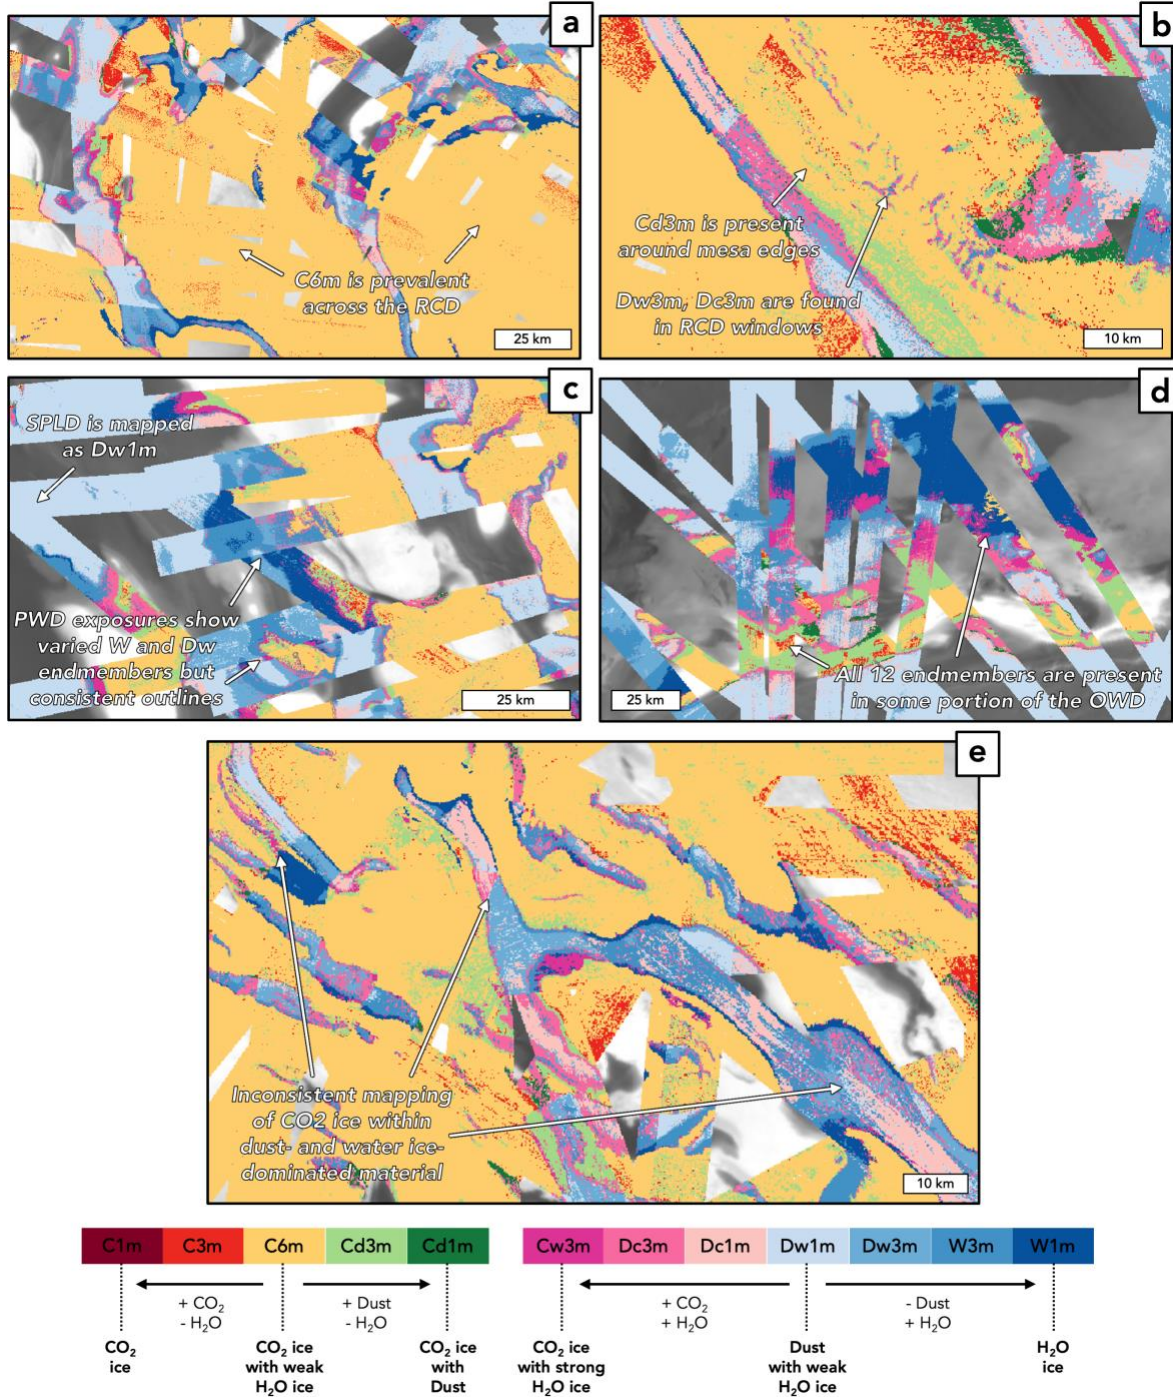 a
C6m is prevalent
across the RCD
25 km
b
Cd3m is present
around mesa edges
Dw3m, Dc3m are found
in RCD windows
10 km
c
SPLD is mapped
as Dw1m
PWD exposures show
varied W and Dw
endmembers but
consistent outlines
25 km
d
All 12 endmembers are present
in some portion of the OWD
25 km
e
Inconsistent mapping
of CO2 ice within
dust- and water ice-
dominated material
10 km
C1m C3m C6m Cd3m Cd1m Cw3m Dc3m Dc1m Dw1m Dw3m W3m W1m
+ CO₂
- H₂O
+ Dust
- H₂O
+ CO₂
+ H₂O
- Dust
+ H₂O
CO₂
ice
CO₂ ice
with weak
H₂O ice
CO₂ ice
with
Dust
CO₂ ice
with strong
H₂O ice
Dust
with weak
H₂O ice
H₂O
ice